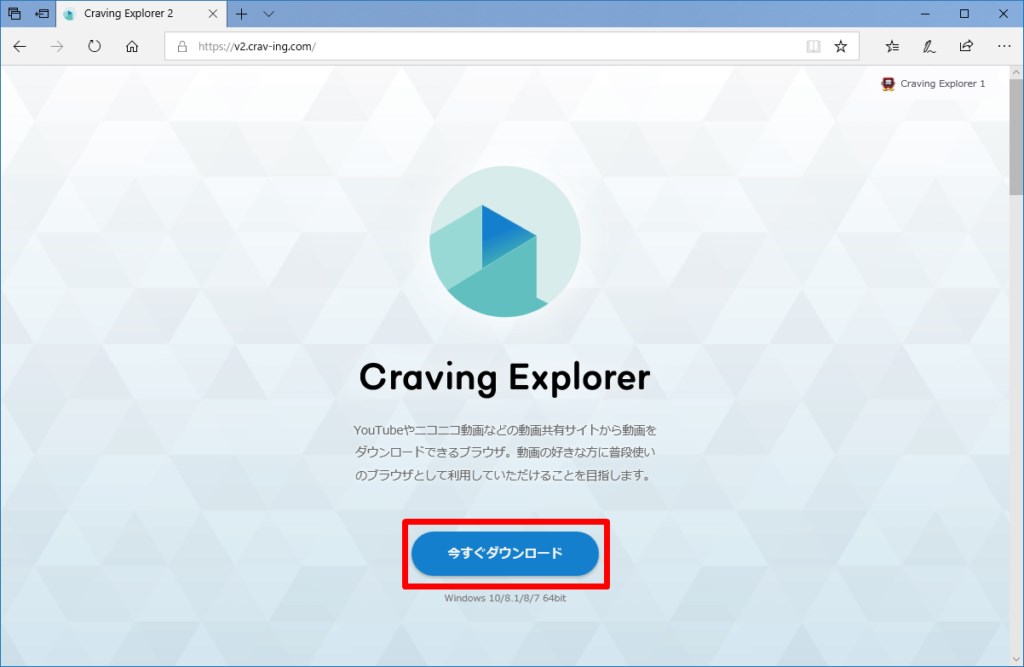 Craving Explorer 2
https://v2.crav-ing.com/
Craving Explorer 1
Craving Explorer
YouTubeやニコニコ動画などの動画共有サイトから動画を
ダウンロードできるブラウザ。動画の好きな方に普段使い
のブラウザとして利用していただけることを目指します。
今すぐダウンロード
Windows 10/8.1/8/7 64bit